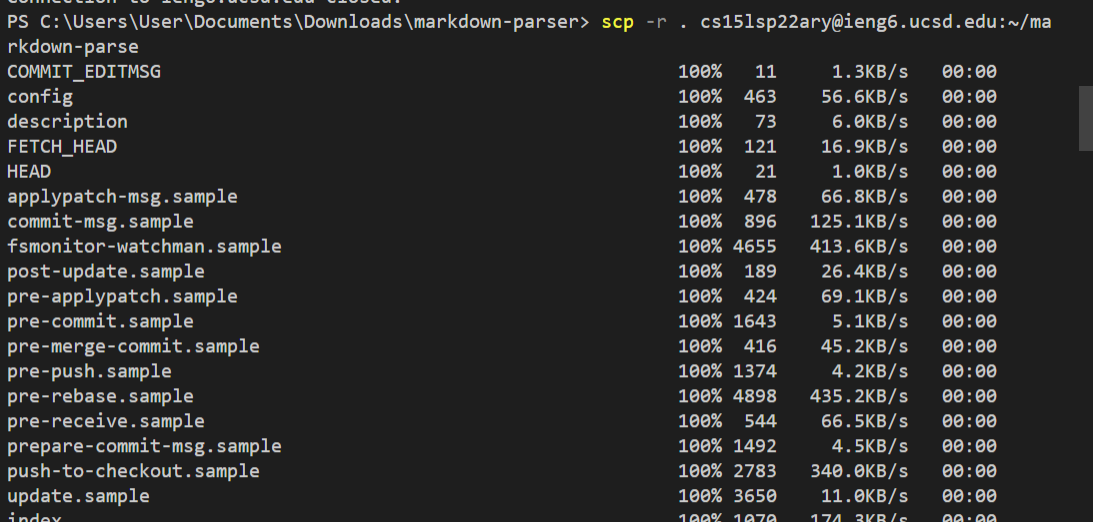 Connection to ieng6.ucsd.edu closed.
PS C:\Users\User\Documents\Downloads\markdown-parser> scp -r . cs15lsp22ary@ieng6.ucsd.edu:~/ma
rkdown-parse
COMMIT_EDITMSG 100% 11 1.3KB/s 00:00
config 100% 463 56.6KB/s 00:00
description 100% 73 6.0KB/s 00:00
FETCH_HEAD 100% 121 16.9KB/s 00:00
HEAD 100% 21 1.0KB/s 00:00
applypatch-msg.sample 100% 478 66.8KB/s 00:00
commit-msg.sample 100% 896 125.1KB/s 00:00
fsmonitor-watchman.sample 100% 4655 413.6KB/s 00:00
post-update.sample 100% 189 26.4KB/s 00:00
pre-applypatch.sample 100% 424 69.1KB/s 00:00
pre-commit.sample 100% 1643 5.1KB/s 00:00
pre-merge-commit.sample 100% 416 45.2KB/s 00:00
pre-push.sample 100% 1374 4.2KB/s 00:00
pre-rebase.sample 100% 4898 435.2KB/s 00:00
pre-receive.sample 100% 544 66.5KB/s 00:00
prepare-commit-msg.sample 100% 1492 4.5KB/s 00:00
push-to-checkout.sample 100% 2783 340.0KB/s 00:00
update.sample 100% 3650 11.0KB/s 00:00
index 100% 1070 174.3KB/s 00:00